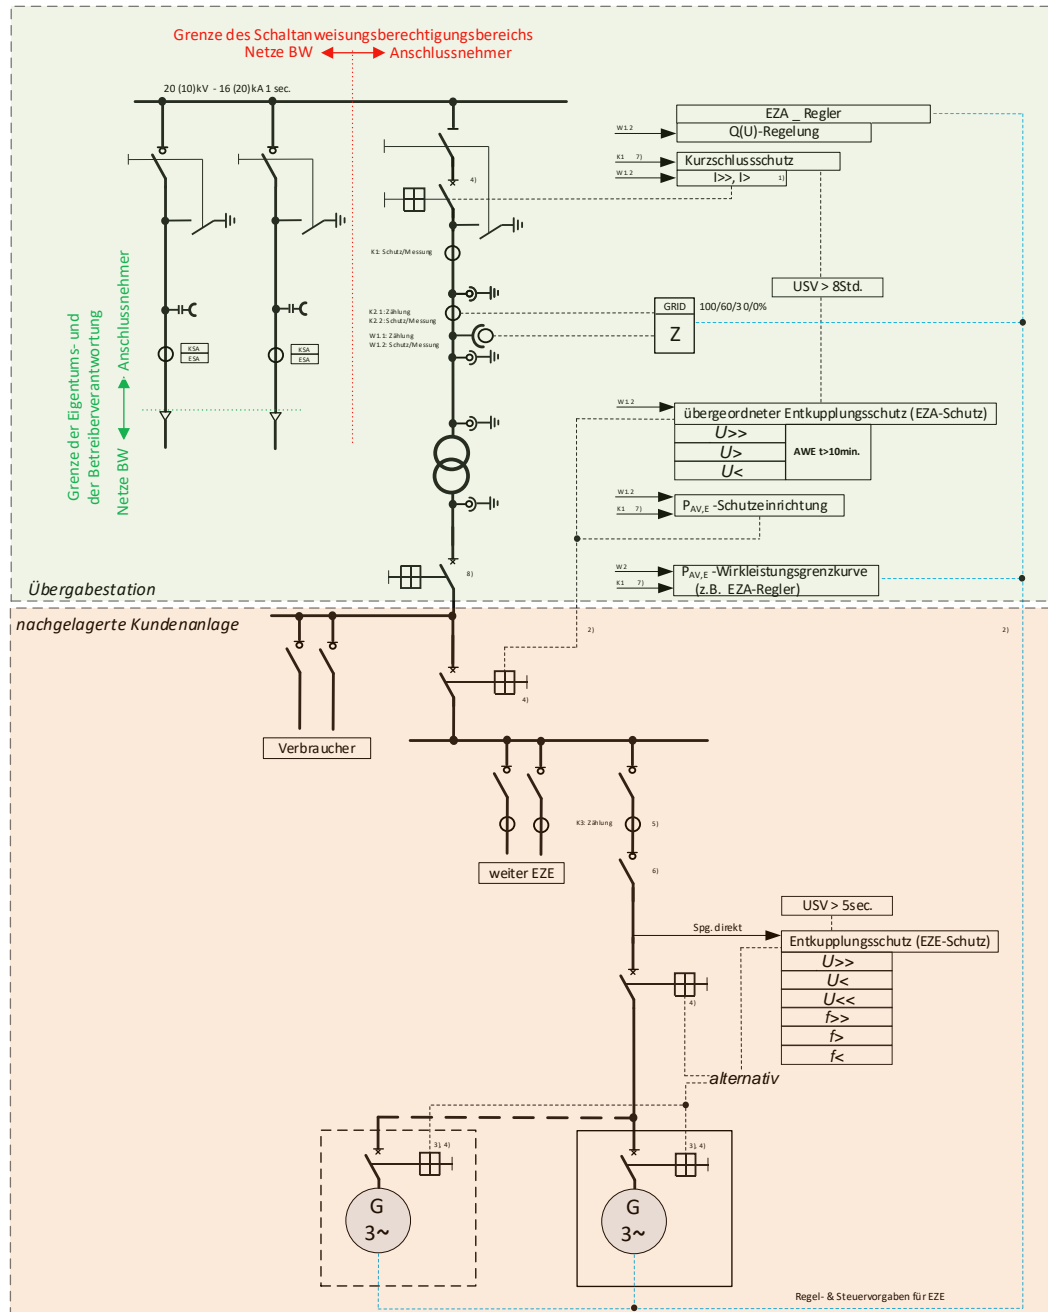 Grenze des Schaltanweisungsberechtigungsbereichs
Netze BW
Anschlussnehmer
20 (10)kV - 16 (20)kA 1 sec.
EZA _ Regler
W1.2
Q(U)-Regelung
K1 7)
Kurzschlussschutz
W1.2
I>>, I>
1)
4)
K1: Schutz/Messung
USV > 8Std.
K2.1: Zählung
K2.2: Schutz/Messung
W1.1: Zählung
W1.2: Schutz/Messung
GRID
100/60/30/0%
Z
KSA
ESA
KSA
ESA
Grenze der Eigentums- und
der Betreiberverantwortung
Netze BW
Anschlussnehmer
W1.2
übergeordneter Entkupplungsschutz (EZA-Schutz)
U>>
U>
U<
AWE t>10min.
W1.2
K1 7)
PAV,E -Schutzeinrichtung
8)
W2
K1 7)
PAV,E -Wirkleistungsgrenzkurve
(z.B. EZA-Regler)
Übergabestation
nachgelagerte Kundenanlage
2)
2)
4)
Verbraucher
K3: Zählung
5)
6)
weiter EZE
USV > 5sec.
Spg. direkt
Entkupplungsschutz (EZE-Schutz)
U>>
U<
U<<
f>>
f>
f<
4)
alternativ
3), 4)
3), 4)
G
3~
G
3~
Regel- & Steuervorgaben für EZE